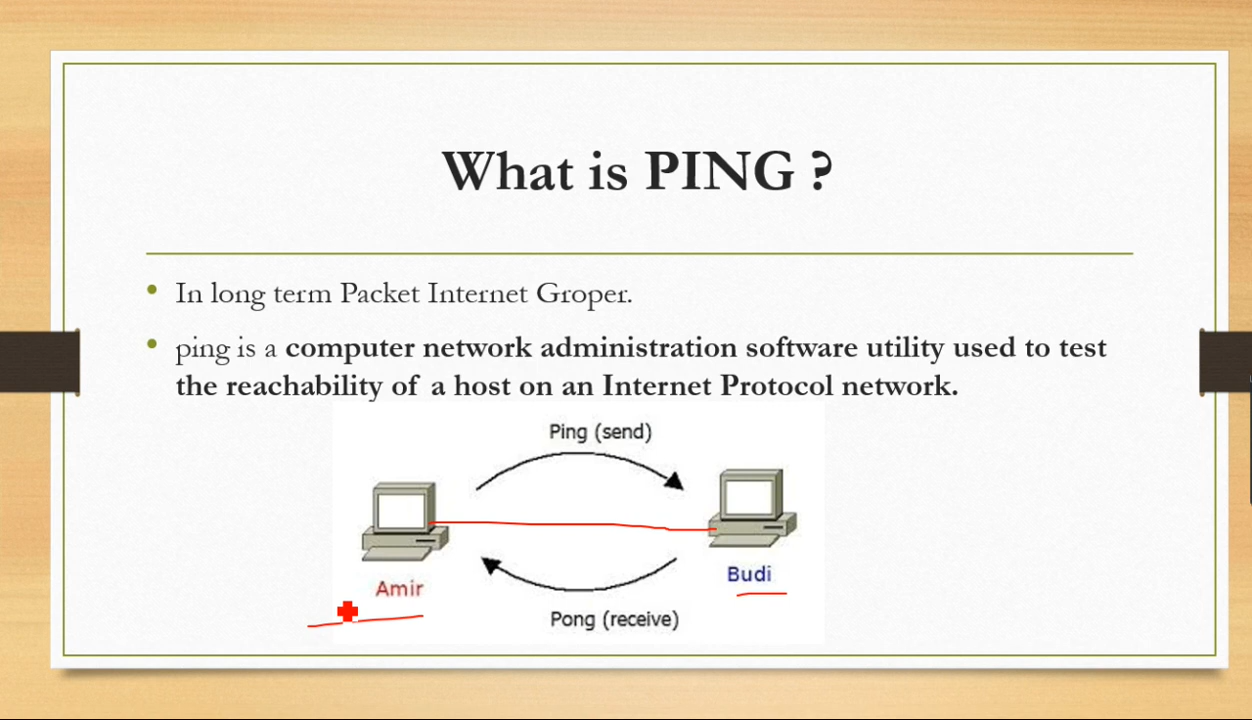 What is PING ?
• In long term Packet Internet Groper.
• ping is a computer network administration software utility used to test
the reachability of a host on an Internet Protocol network.
Ping (send)
Amir
Budi
Pong (receive)